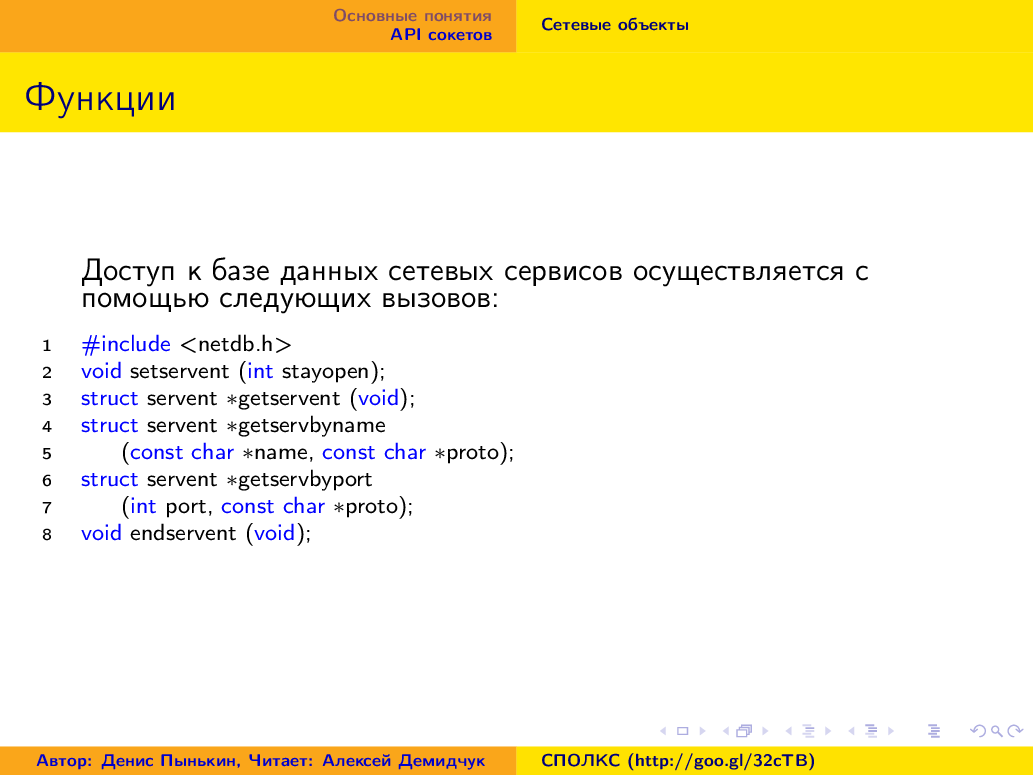 Основные понятия
API сокетов
Сетевые объекты
Функции
Доступ к базе данных сетевых сервисов осуществляется с
помощью следующих вызовов:
1 #include <netdb.h>
2 void setservent (int stayopen);
3 struct servent *getservent (void);
4 struct servent *getservbyname
5 (const char *name, const char *proto);
6 struct servent *getservbyport
7 (int port, const char *proto);
8 void endservent (void);
Автор: Денис Пынькин, Читает: Алексей Демидчук
СПОЛКС (http://goo.gl/32cTB)